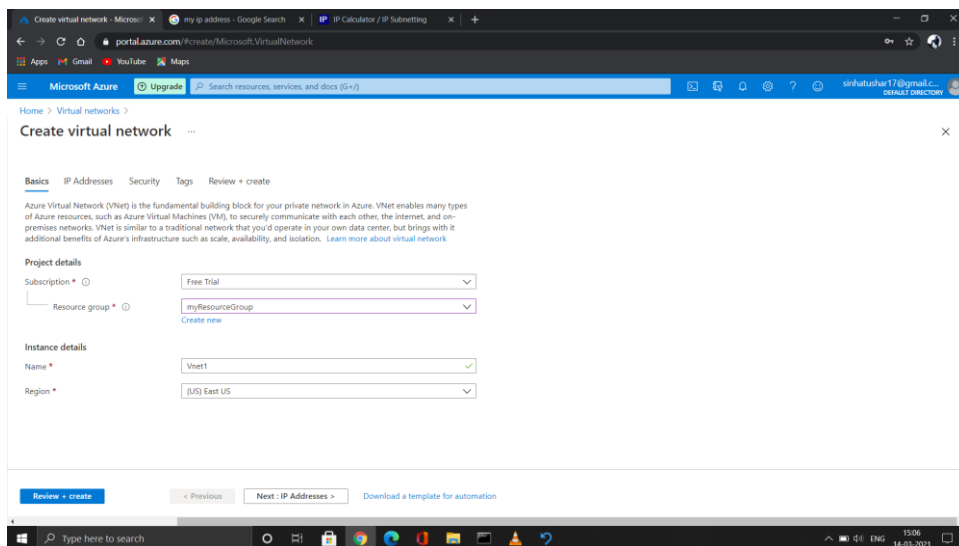 Create virtual network - Microsof
my ip address - Google Search
IP IP Calculator / IP Subnetting
portal.azure.com/#create/Microsoft.VirtualNetwork
Apps
Gmail
YouTube
Maps
Microsoft Azure
Upgrade
Search resources, services, and docs (G+/)
sinhatushar17@gmail.c...
DEFAULT DIRECTORY
Home > Virtual networks >
Create virtual network ...
Basics IP Addresses Security Tags Review + create
Azure Virtual Network (VNet) is the fundamental building block for your private network in Azure. VNet enables many types
of Azure resources, such as Azure Virtual Machines (VM), to securely communicate with each other, the internet, and on-
premises networks. VNet is similar to a traditional network that you'd operate in your own data center, but brings with it
additional benefits of Azure's infrastructure such as scale, availability, and isolation. Learn more about virtual network
Project details
Subscription *
Free Trial
Resource group *
myResourceGroup
Create new
Instance details
Name *
Vnet1
Region *
(US) East US
Review + create
< Previous
Next : IP Addresses >
Download a template for automation
Type here to search
ENG
15:06
14-03-2021